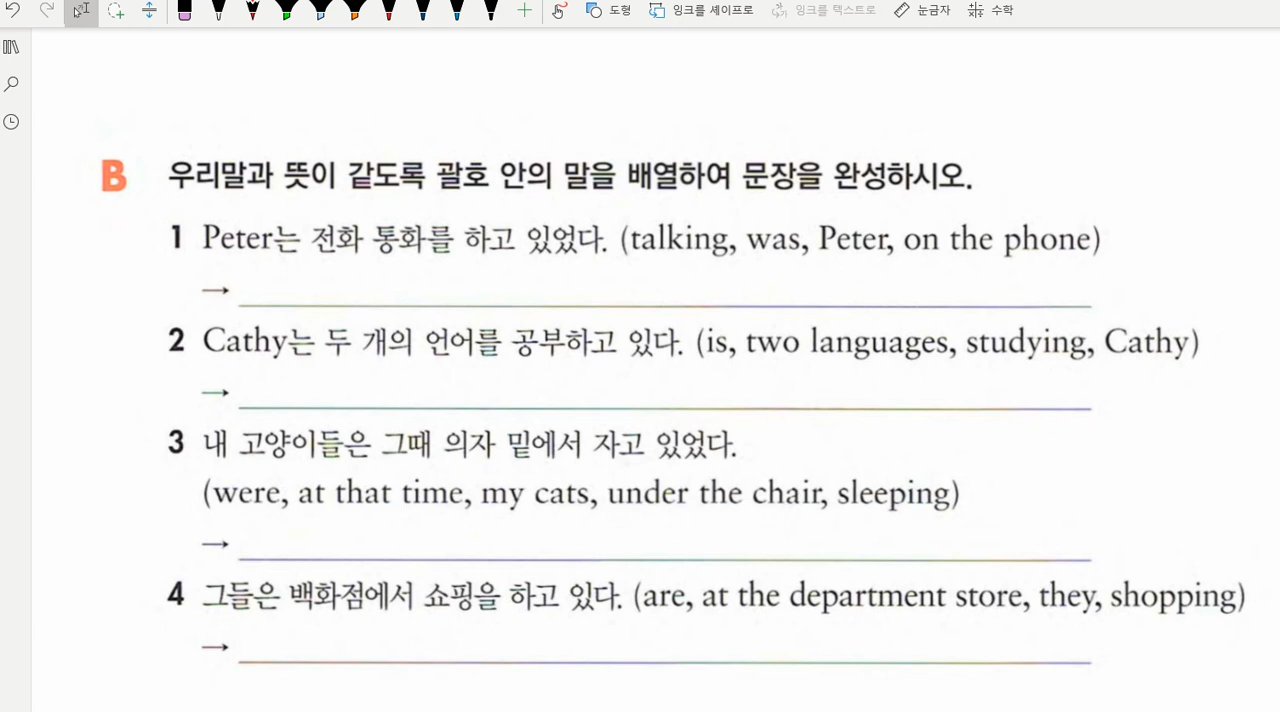 도형 잉크를 셰이프로 잉크를 텍스트로 눈금자 수학
B 우리말과 뜻이 같도록 괄호 안의 말을 배열하여 문장을 완성하시오.
1 Peter는 전화 통화를 하고 있었다. (talking, was, Peter, on the phone)
→
2 Cathy는 두 개의 언어를 공부하고 있다. (is, two languages, studying, Cathy)
→
3 내 고양이들은 그때 의자 밑에서 자고 있었다.
(were, at that time, my cats, under the chair, sleeping)
→
4 그들은 백화점에서 쇼핑을 하고 있다. (are, at the department store, they, shopping)
→